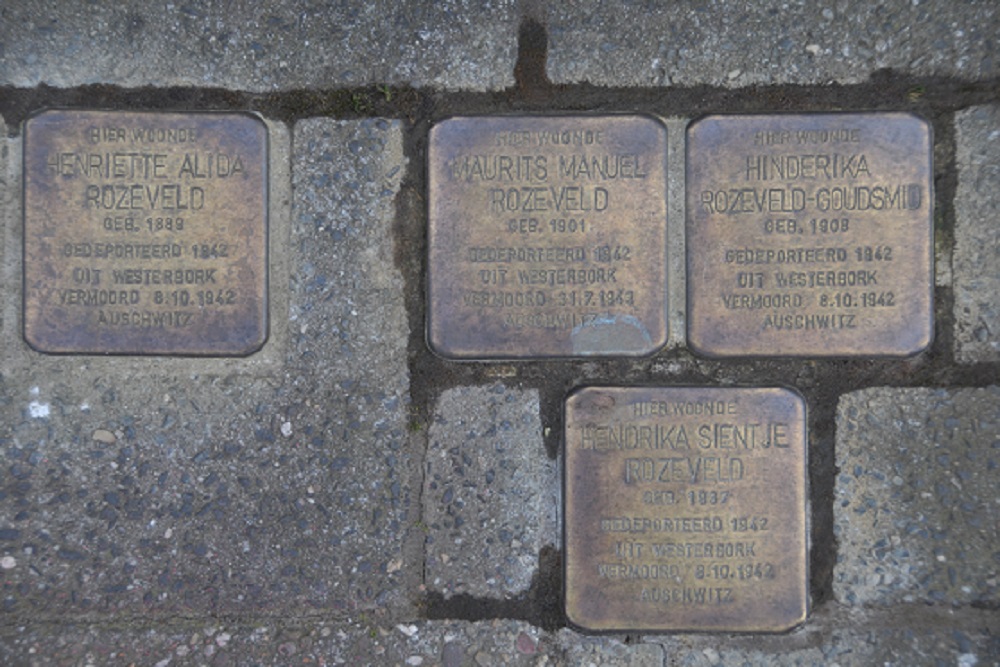 HIER WOONDE
HENRIETTE ALIDA
ROZEVELD
GEB. 1889
GEDEPORTEERD 1942
UIT WESTERBORK
VERMOORD 8.10.1942
AUSCHWITZ
HIER WOONDE
MAURITS MANUEL
ROZEVELD
GEB. 1901
GEDEPORTEERD 1942
UIT WESTERBORK
VERMOORD 31.7.1943
AUSCHWITZ
HIER WOONDE
HINDERIKA
ROZEVELD-GOUDSMID
GEB. 1908
GEDEPORTEERD 1942
UIT WESTERBORK
VERMOORD 8.10.1942
AUSCHWITZ
HIER WOONDE
HENDRIKA SIENTJE
ROZEVELD
GEB. 1937
GEDEPORTEERD 1942
UIT WESTERBORK
VERMOORD 8.10.1942
AUSCHWITZ